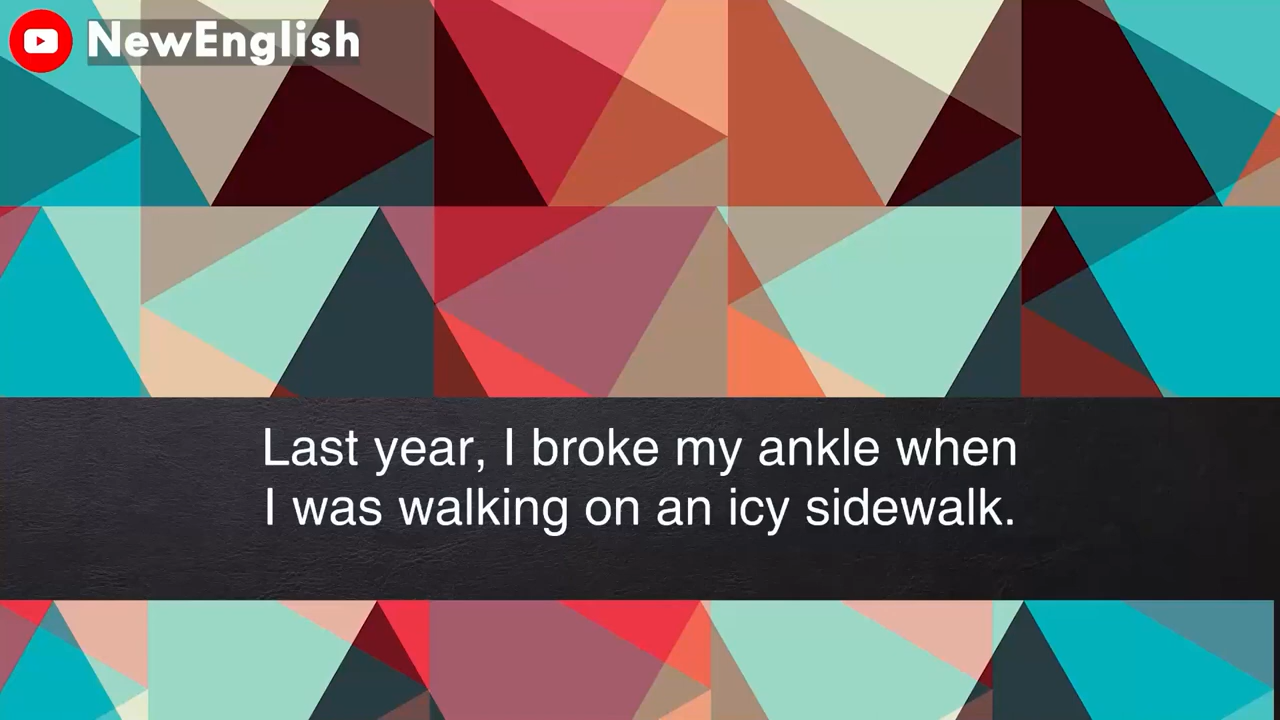 NewEnglish
Last year, I broke my ankle when
I was walking on an icy sidewalk.